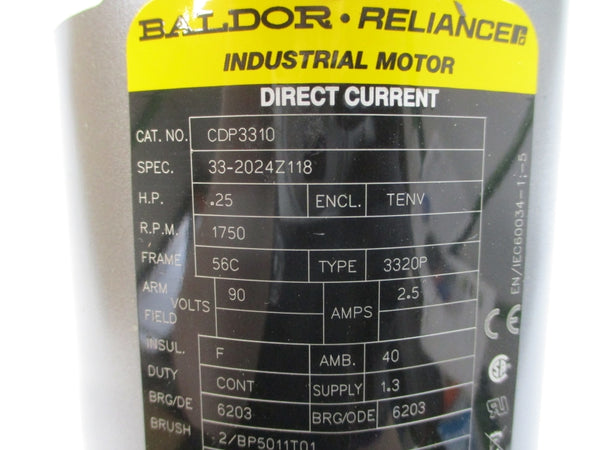 BALDOR • RELIANCE
INDUSTRIAL MOTOR
DIRECT CURRENT
CAT. NO. CDP3310
SPEC. 33-2024Z118
H.P. .25 ENCL. TENV
R.P.M. 1750 -
FRAME 56C TYPE 3320P
ARM VOLTS 90 AMPS 2.5
FIELD
INSUL. F AMB. 40
DUTY CONT SUPPLY 1.3
BRG/DE 6203 BRG/ODE 6203
BRUSH 2/BP5011T01
EN/IEC60034-1;-5
CE